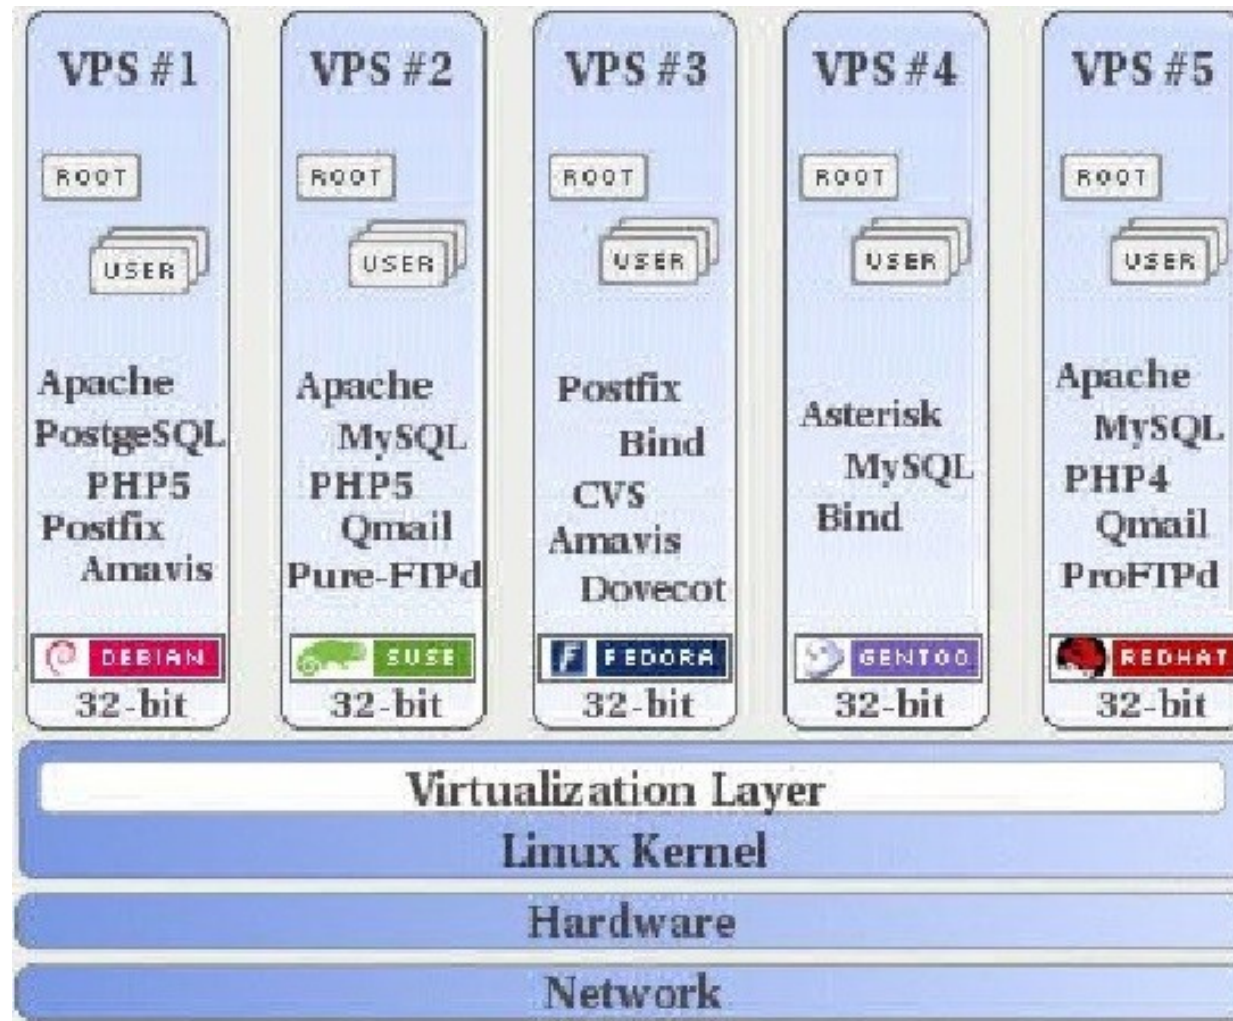 VPS #1
ROOT
USER
Apache
PostgeSQL
PHP5
Postfix
Amavis
DEBIAN
32-bit
VPS #2
ROOT
USER
Apache
MySQL
PHP5
Qmail
Pure-FTPd
SUSE
32-bit
VPS #3
ROOT
USER
Postfix
Bind
CVS
Amavis
Dovecot
FEDORA
32-bit
VPS #4
ROOT
USER
Asterisk
MySQL
Bind
GENTOO
32-bit
VPS #5
ROOT
USER
Apache
MySQL
PHP4
Qmail
ProFTPd
REDHAT
32-bit
Virtualization Layer
Linux Kernel
Hardware
Network